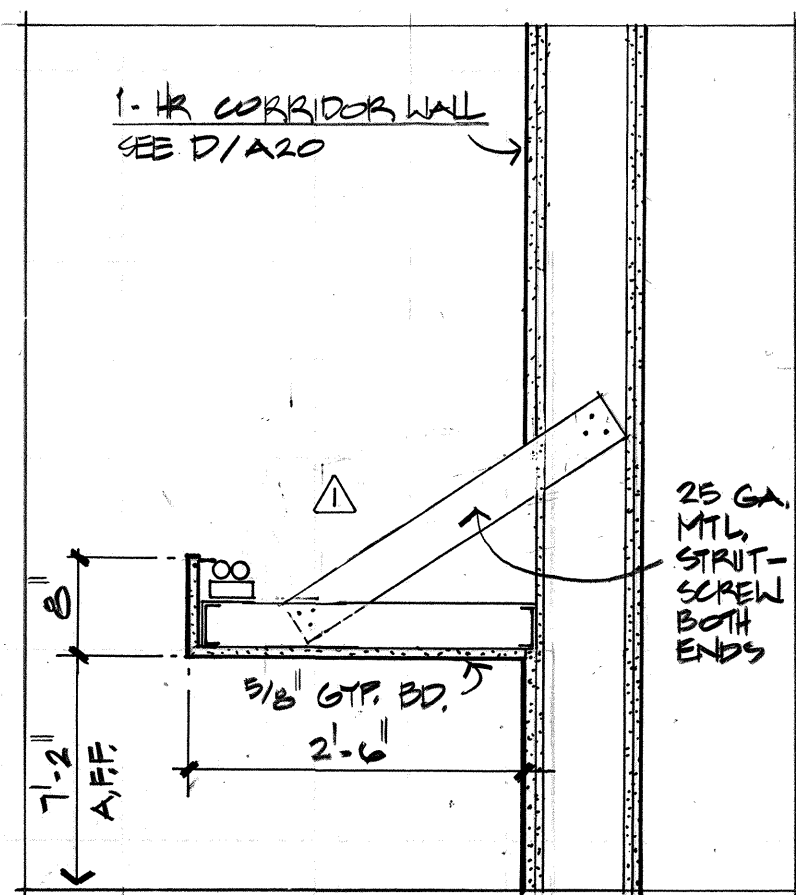 1-HR CORRIDOR WALL
SEE D/A20
25 GA.
MTL.
STRUT-
SCREW
BOTH
ENDS
1
8"
5/8" GYP. BD.
2'-6"
7'-2"
A.F.F.